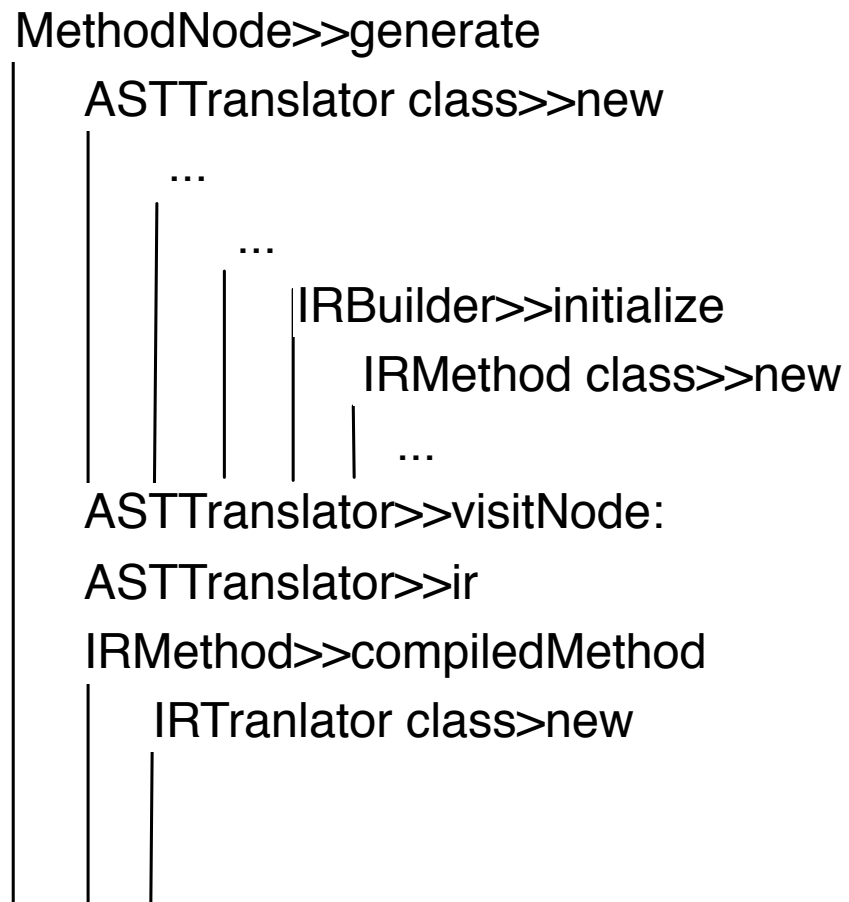 MethodNode>>generate
ASTTranslator class>>new
...
...
IRBuilder>>initialize
IRMethod class>>new
...
ASTTranslator>>visitNode:
ASTTranslator>>ir
IRMethod>>compiledMethod
IRTranlator class>new